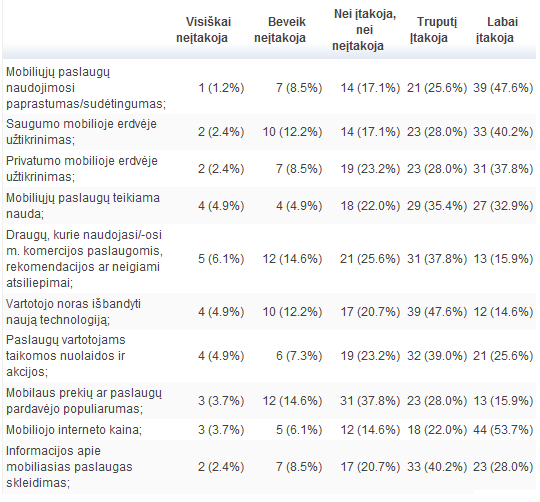 Visiškai neįtakoja Beveik neįtakoja Nei įtakoja, nei neįtakoja Truputį Įtakoja Labai įtakoja
Mobiliųjų paslaugų
naudojimosi 1 (1.2%) 7 (8.5%) 14 (17.1%) 21 (25.6%) 39 (47.6%)
paprastumas/sudėtingumas;
Saugumo mobilioje erdvėje 2 (2.4%) 10 (12.2%) 14 (17.1%) 23 (28.0%) 33 (40.2%)
užtikrinimas;
Privatumo mobilioje erdvėje 2 (2.4%) 7 (8.5%) 19 (23.2%) 23 (28.0%) 31 (37.8%)
užtikrinimas;
Mobiliųjų paslaugų teikiama 4 (4.9%) 4 (4.9%) 18 (22.0%) 29 (35.4%) 27 (32.9%)
nauda;
Draugų, kurie naudojasi/-osi
m. komercijos paslaugomis, 5 (6.1%) 12 (14.6%) 21 (25.6%) 31 (37.8%) 13 (15.9%)
rekomendacijos ar neigiami
atsiliepimai;
Vartotojo noras išbandyti 4 (4.9%) 10 (12.2%) 17 (20.7%) 39 (47.6%) 12 (14.6%)
naują technologiją;
Paslaugų vartotojams
taikomos nuolaidos ir 4 (4.9%) 6 (7.3%) 19 (23.2%) 32 (39.0%) 21 (25.6%)
akcijos;
Mobilaus prekių ar paslaugų 3 (3.7%) 12 (14.6%) 31 (37.8%) 23 (28.0%) 13 (15.9%)
pardavėjo populiarumas;
Mobiliojo interneto kaina; 3 (3.7%) 5 (6.1%) 12 (14.6%) 18 (22.0%) 44 (53.7%)
Informacijos apie
mobiliasias paslaugas 2 (2.4%) 7 (8.5%) 17 (20.7%) 33 (40.2%) 23 (28.0%)
skleidimas;